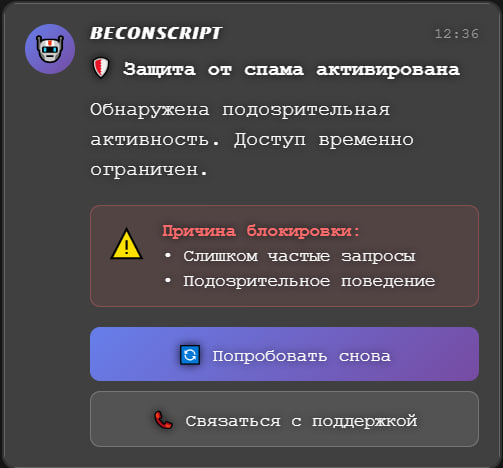 BECONSCRIPT 12:36
Защита от спама активирована
Обнаружена подозрительная
активность. Доступ временно
ограничен.
Причина блокировки:
• Слишком частые запросы
• Подозрительное поведение
Попробовать снова
Связаться с поддержкой